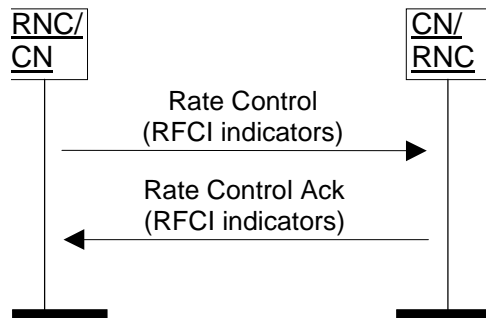 RNC/
CN
CN/
RNC
Rate Control
(RFCI indicators)
Rate Control Ack
(RFCI indicators)